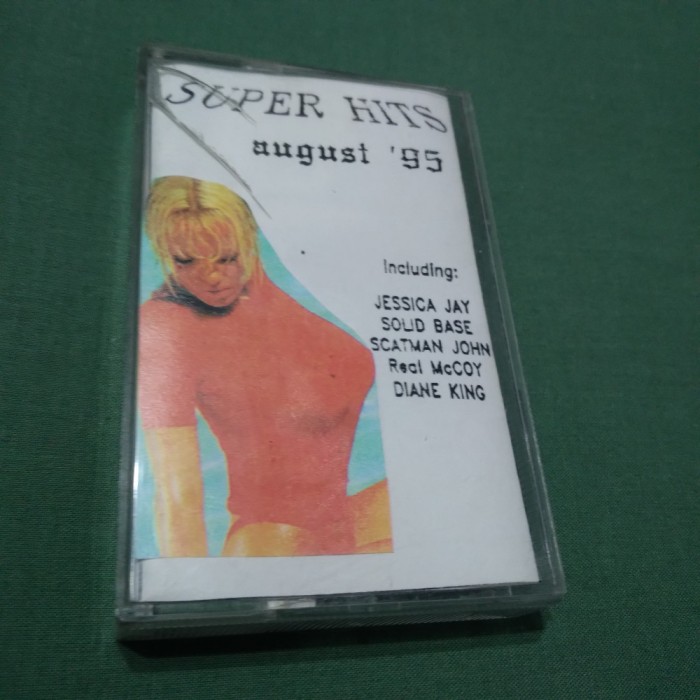 SUPER HITS
august '95
Including:
JESSICA JAY
SOLID BASE
SCATMAN JOHN
Real McCOY
DIANE KING